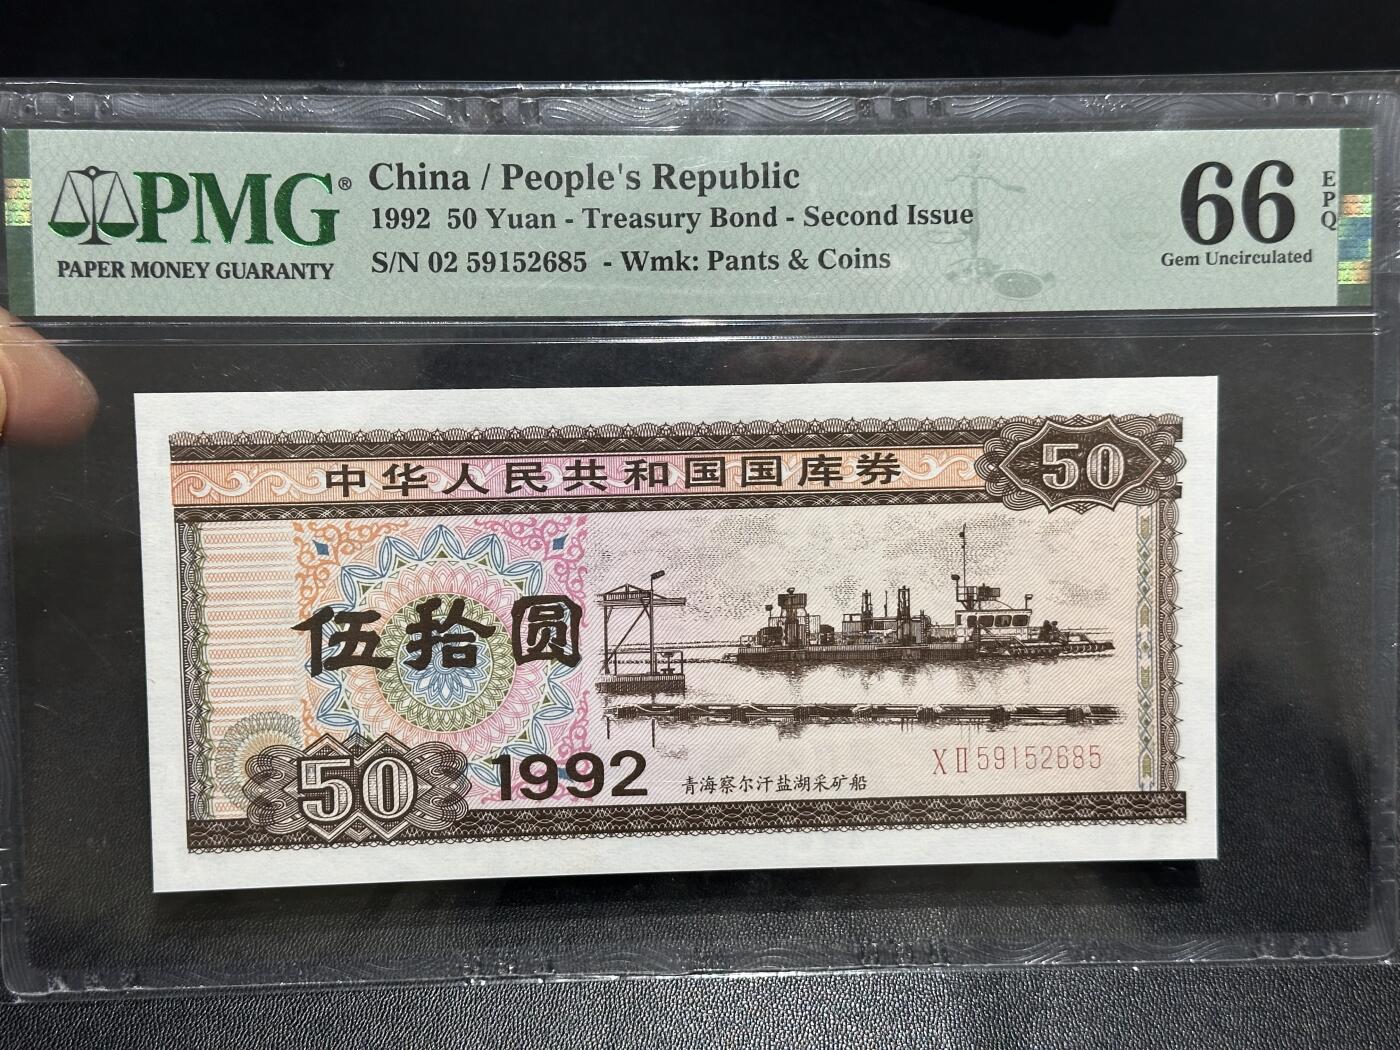 PMG®
PAPER MONEY GUARANTY
China / People's Republic
1992 50 Yuan - Treasury Bond - Second Issue
S/N 02 59152685 - Wmk: Pants & Coins
66
EPQ
Gem Uncirculated
中华人民共和国国库券
50
伍拾圆
50
1992
青海察尔汗盐湖采矿船
XⅡ59152685